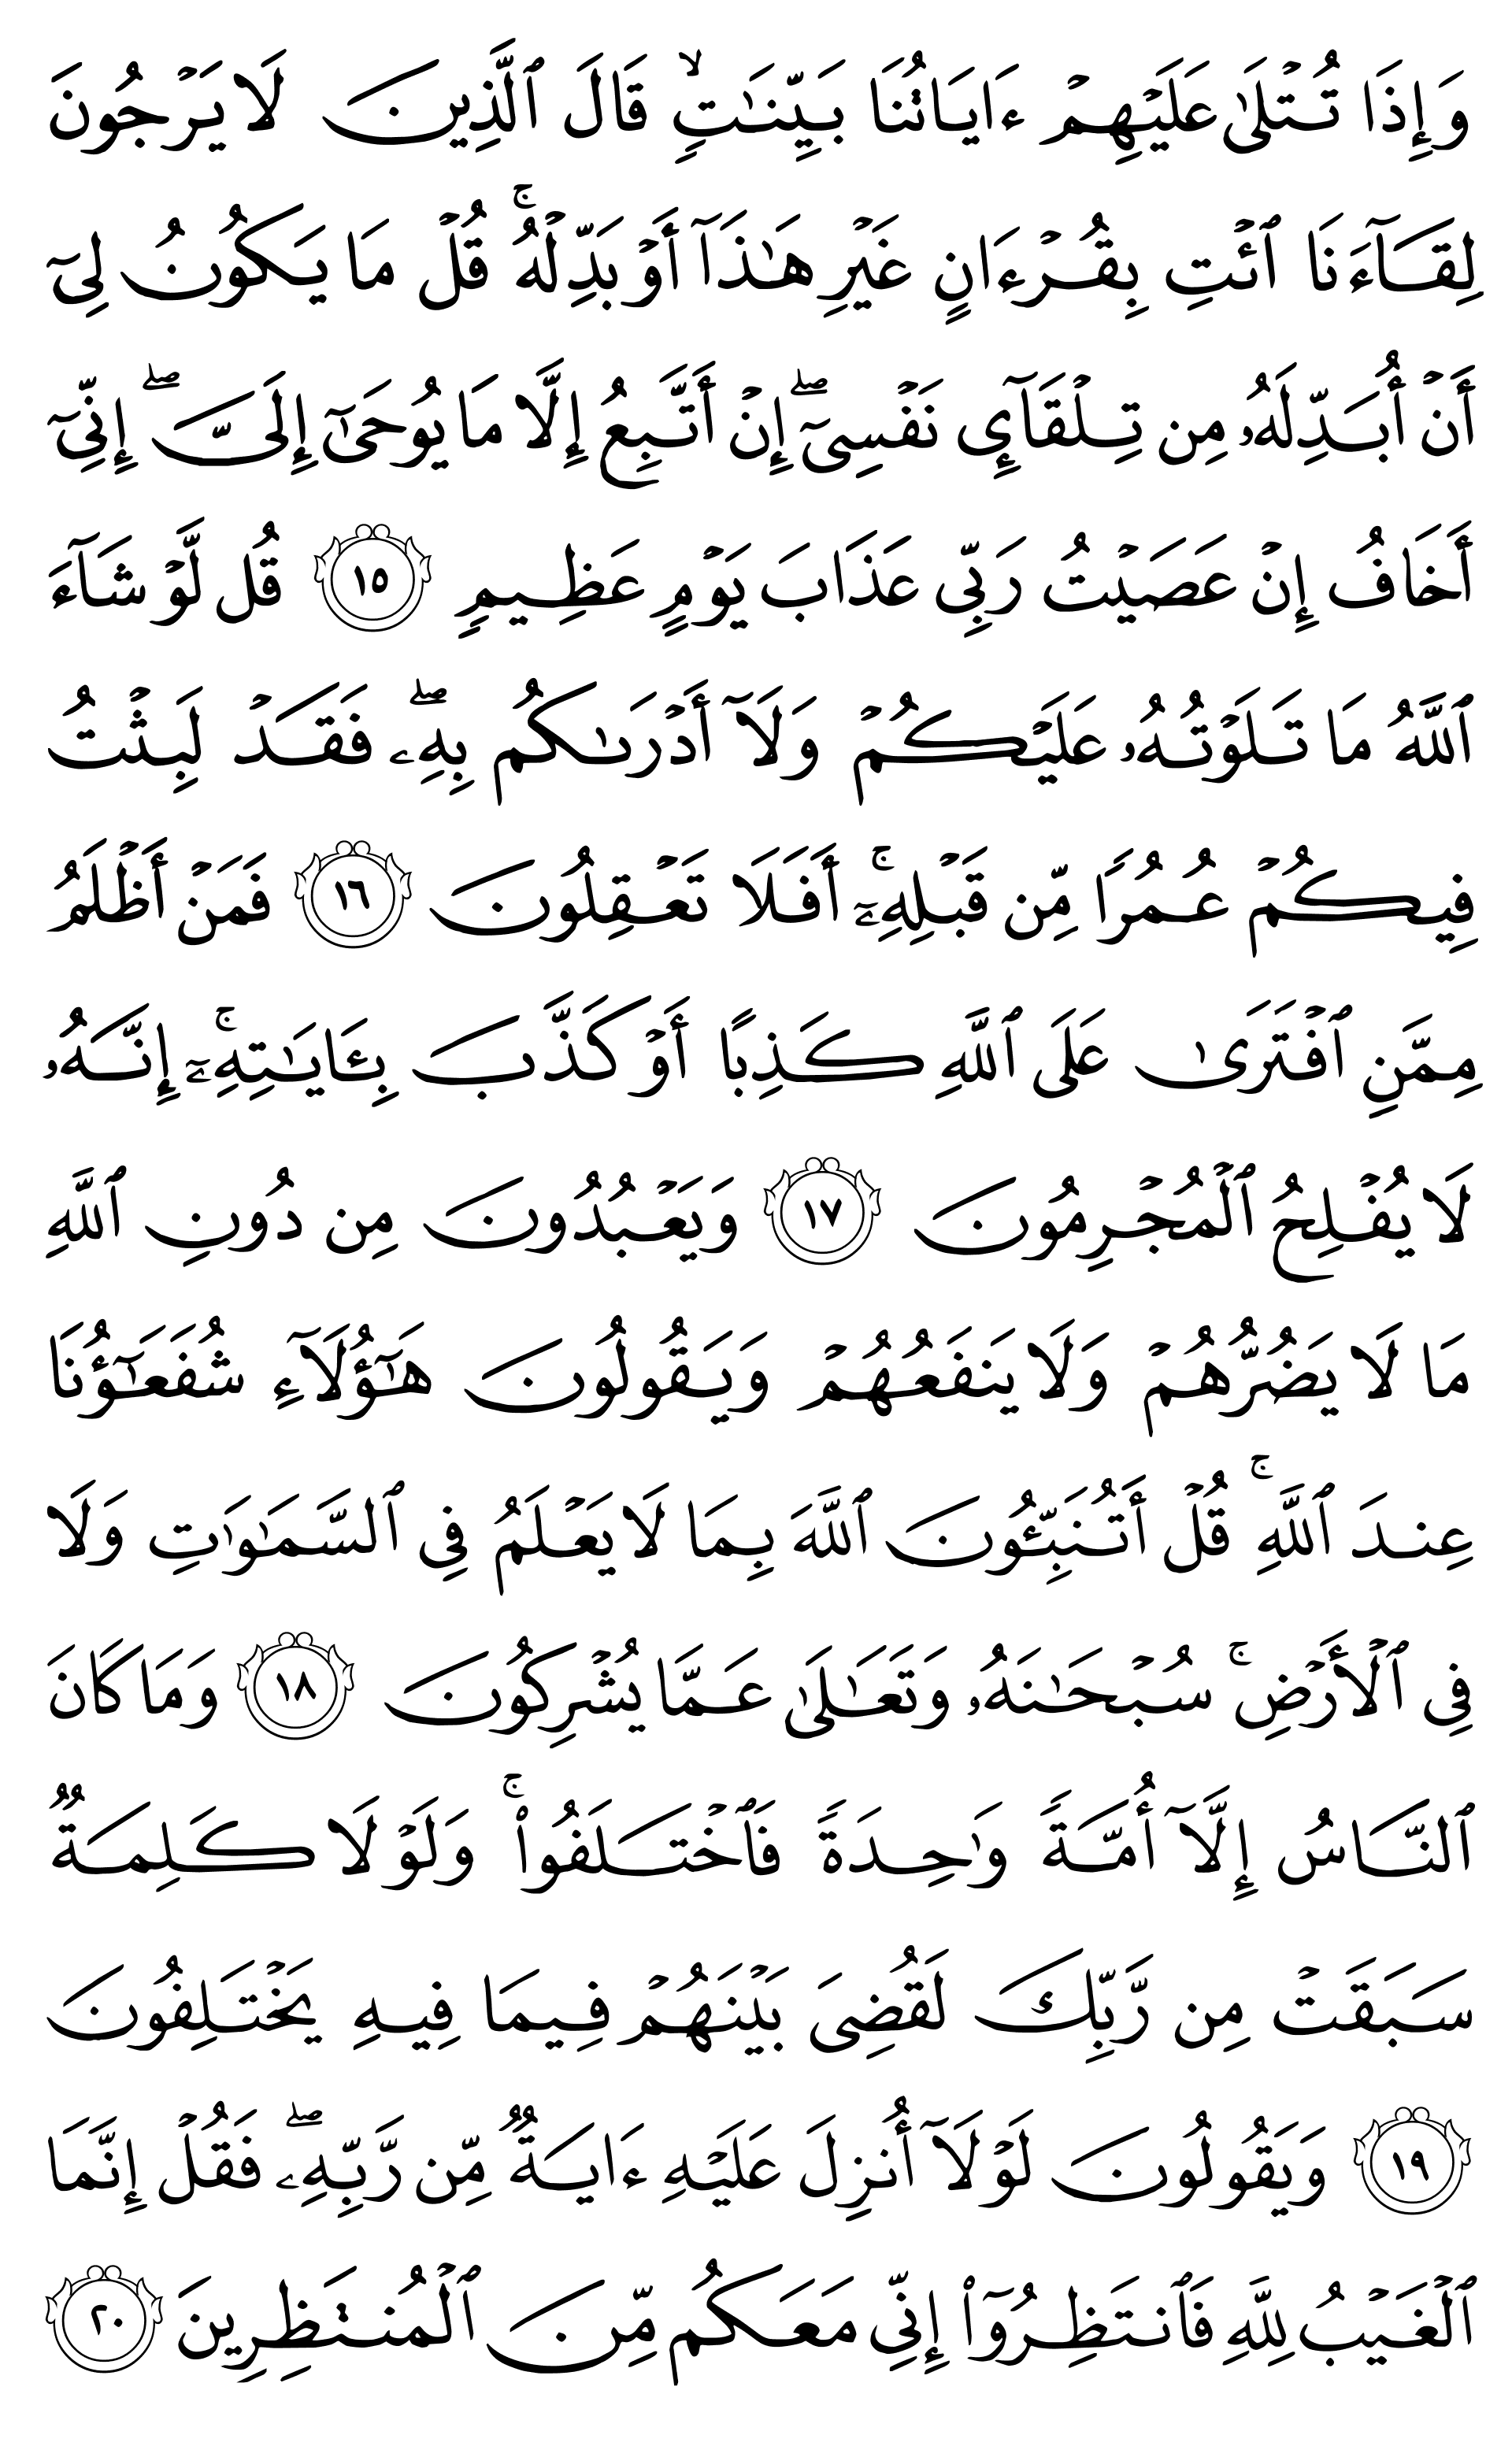 وَإِذَا تُتۡلَىٰ عَلَيۡهِمۡ ءَايَاتُنَا بَيِّنَٰتٖۙ قَالَ ٱلَّذِينَ لَا يَرۡجُونَ
لِقَآءَنَا ٱئۡتِ بِقُرۡءَانٍ غَيۡرِ هَٰذَآ أَوۡ بَدِّلۡهُۚ قُلۡ مَا يَكُونُ لِيٓ
أَنۡ أُبَدِّلَهُۥ مِن تِلۡقَآيِٕ نَفۡسِيٓۖ إِنۡ أَتَّبِعُ إِلَّا مَا يُوحَىٰٓ إِلَيَّۖ إِنِّيٓ
أَخَافُ إِنۡ عَصَيۡتُ رَبِّي عَذَابَ يَوۡمٍ عَظِيمٖ ١٥ قُل لَّوۡ شَآءَ
ٱللَّهُ مَا تَلَوۡتُهُۥ عَلَيۡكُمۡ وَلَآ أَدۡرَىٰكُم بِهِۦۖ فَقَدۡ لَبِثۡتُ
فِيكُمۡ عُمُرٗا مِّن قَبۡلِهِۦٓۚ أَفَلَا تَعۡقِلُونَ ١٦ فَمَنۡ أَظۡلَمُ
مِمَّنِ ٱفۡتَرَىٰ عَلَى ٱللَّهِ كَذِبًا أَوۡ كَذَّبَ بِـَٔايَٰتِهِۦٓۚ إِنَّهُۥ
لَا يُفۡلِحُ ٱلۡمُجۡرِمُونَ ١٧ وَيَعۡبُدُونَ مِن دُونِ ٱللَّهِ
مَا لَا يَضُرُّهُمۡ وَلَا يَنفَعُهُمۡ وَيَقُولُونَ هَٰٓؤُلَآءِ شُفَعَٰٓؤُنَا
عِندَ ٱللَّهِۚ قُلۡ أَتُنَبِّـُٔونَ ٱللَّهَ بِمَا لَا يَعۡلَمُ فِي ٱلسَّمَٰوَٰتِ وَلَا
فِي ٱلۡأَرۡضِۚ سُبۡحَٰنَهُۥ وَتَعَٰلَىٰ عَمَّا يُشۡرِكُونَ ١٨ وَمَا كَانَ
ٱلنَّاسُ إِلَّآ أُمَّةٗ وَٰحِدَةٗ فَٱخۡتَلَفُواْۚ وَلَوۡلَا كَلِمَةٞ
سَبَقَتۡ مِن رَّبِّكَ لَقُضِيَ بَيۡنَهُمۡ فِيمَا فِيهِ يَخۡتَلِفُونَ
١٩ وَيَقُولُونَ لَوۡلَآ أُنزِلَ عَلَيۡهِ ءَايَةٞ مِّن رَّبِّهِۦۖ فَقُلۡ إِنَّمَا
ٱلۡغَيۡبُ لِلَّهِ فَٱنتَظِرُوٓاْ إِنِّي مَعَكُم مِّنَ ٱلۡمُنتَظِرِينَ ٢٠